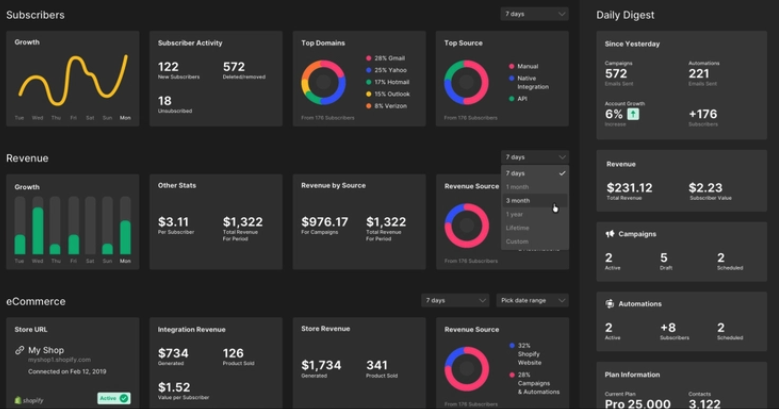 Subscribers
7 days
Growth
Tue Wed Thu Fri Sat Sun Mon
Subscriber Activity
122
New Subscribers
572
Deleted/removed
18
Unsubscribed
Top Domains
28% Gmail
25% Yahoo
17% Hotmail
15% Outlook
8% Verizon
From 176 Subscribers
Top Source
Manual
Native
Integration
API
Revenue
7 days
7 days
1 month
3 month
1 year
Lifetime
Custom
Growth
Tue Wed Thu Fri Sat Sun Mon
Other Stats
$3.11
Per Subscriber
$1,322
Total Revenue
For Period
Revenue by Source
$976.17
For Campaigns
$1,322
Total Revenue
For Period
Revenue Source
From 176 Subscribers
eCommerce
7 days
Pick date range
Store URL
My Shop
myshop1.shopify.com
Connected on Feb 12, 2019
shopify
Active
Integration Revenue
$734
Generated
126
Product Sold
$1.52
Value per Subscriber
Store Revenue
$1,734
Generated
341
Product Sold
Revenue Source
32%
Shopify
Website
28%
Campaigns
& Automations
From 176 Subscribers
Daily Digest
Since Yesterday
Campaigns
572
Emails Sent
Automations
221
Emails Sent
Account Growth
6%
Increase
+176
Subscribers
Revenue
$231.12
Total Revenue
$2.23
Subscriber Value
Campaigns
2
Active
5
Draft
2
Scheduled
Automations
2
Active
+8
Subscribers
2
Scheduled
Plan Information
Current Plan
Pro 25,000
Contacts
3,122